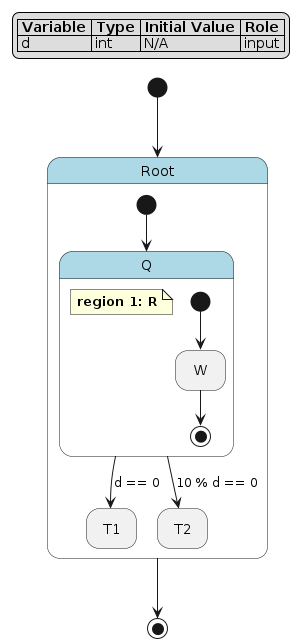 Variable Type Initial Value Role
d int N/A input
Root
Q
region 1: R
W
d == 0
10 % d == 0
T1
T2